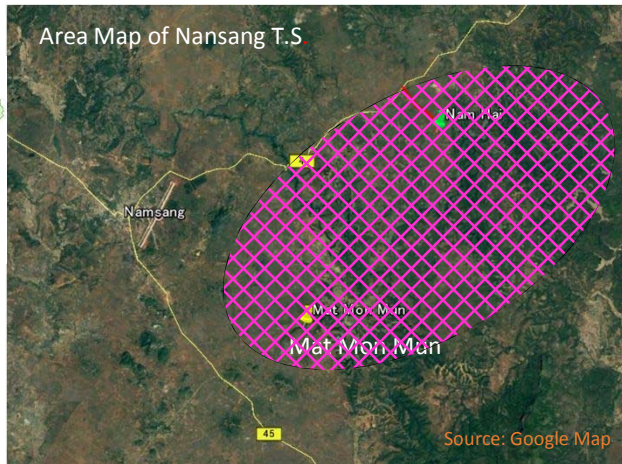 Area Map of Nansang T.S.
Nam Hai
Namsang
Mat Mon Mun
Mat Mon Mun
45
Source: Google Map